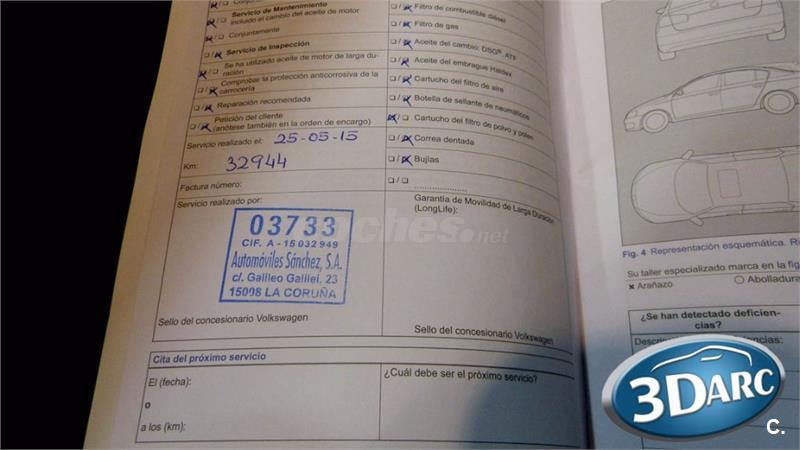 Conjuntamente
Servicio de Mantenimiento
incluido el cambio del aceite de motor
Conjuntamente
Servicio de Inspección
Se ha utilizado aceite de motor de larga du-
ración
Comprobar la protección anticorrosiva de la
carrocería
Reparación recomendada
Petición del cliente
(anótese también en la orden de encargo)
Servicio realizado el: 25-05-15
Km: 32944
Factura número:
Servicio realizado por:
03733
CIF. A - 15 032 949
Automóviles Sánchez, S.A.
c/. Galileo Galilei, 23
15008 LA CORUÑA
Sello del concesionario Volkswagen
Filtro de combustible diésel
Filtro de gas
Aceite del cambio: DSG®, ATF
Aceite del embrague Haldex
Cartucho del filtro de aire
Botella de sellante de neumáticos
Cartucho del filtro de polvo y polen
Correa dentada
Bujías
Garantía de Movilidad de Larga Duración
(LongLife):
coches.net
Sello del concesionario Volkswagen
Cita del próximo servicio
El (fecha):
o
a los (km):
¿Cuál debe ser el próximo servicio?
Fig. 4 Representación esquemática.
Su taller especializado marca en la fig.
× Arañazo
Abolladura
¿Se han detectado deficien-
cias?
3DARC
C.